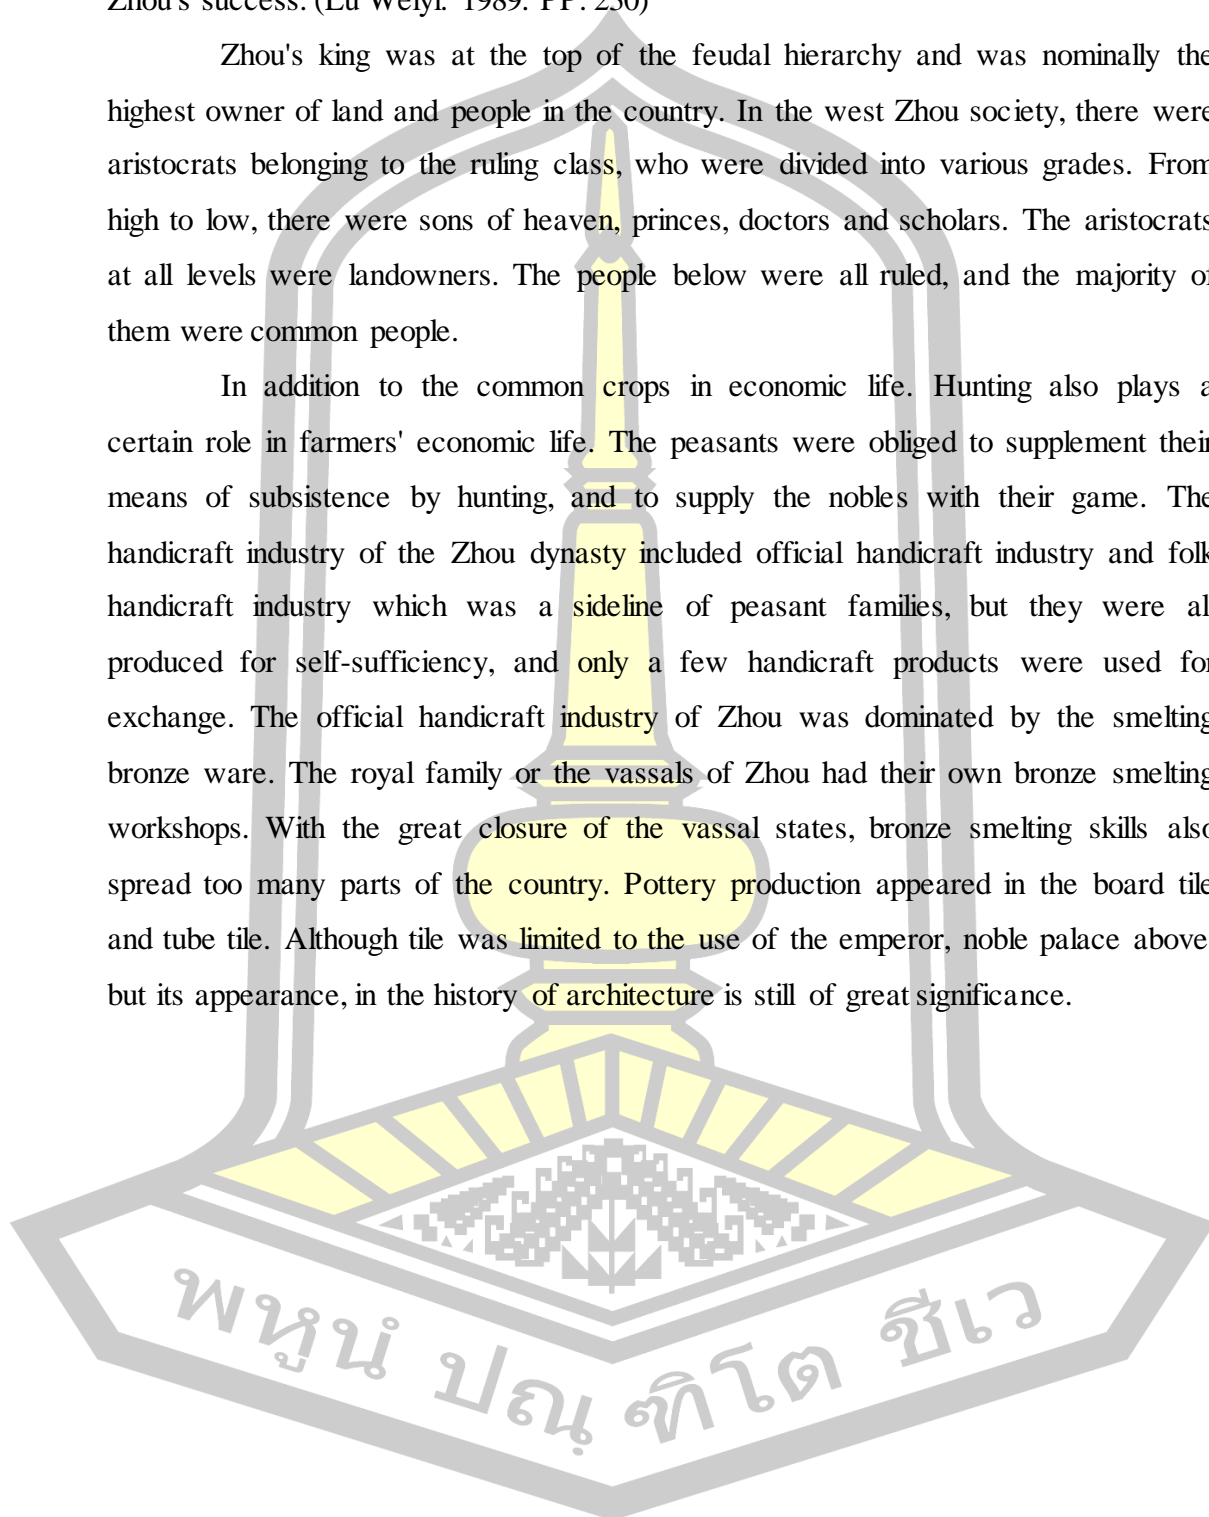 Zhou's success. (Lu Weiyi. 1989. PP. 250)
Zhou's king was at the top of the feudal hierarchy and was nominally the
highest owner of land and people in the country. In the west Zhou society, there were
aristocrats belonging to the ruling class, who were divided into various grades. From
high to low, there were sons of heaven, princes, doctors and scholars. The aristocrats
at all levels were landowners. The people below were all ruled, and the majority of
them were common people.
In addition to the common crops in economic life. Hunting also plays a
certain role in farmers' economic life. The peasants were obliged to supplement their
means of subsistence by hunting, and to supply the nobles with their game. The
handicraft industry of the Zhou dynasty included official handicraft industry and folk
handicraft industry which was a sideline of peasant families, but they were al
produced for self-sufficiency, and only a few handicraft products were used for
exchange. The official handicraft industry of Zhou was dominated by the smelting
bronze ware. The royal family or the vassals of Zhou had their own bronze smelting
workshops. With the great closure of the vassal states, bronze smelting skills also
spread too many parts of the country. Pottery production appeared in the board tile
and tube tile. Although tile was limited to the use of the emperor, noble palace above
but its appearance, in the history of architecture is still of great significance.
พหูนํ ปณฺฑิโต ชีเว